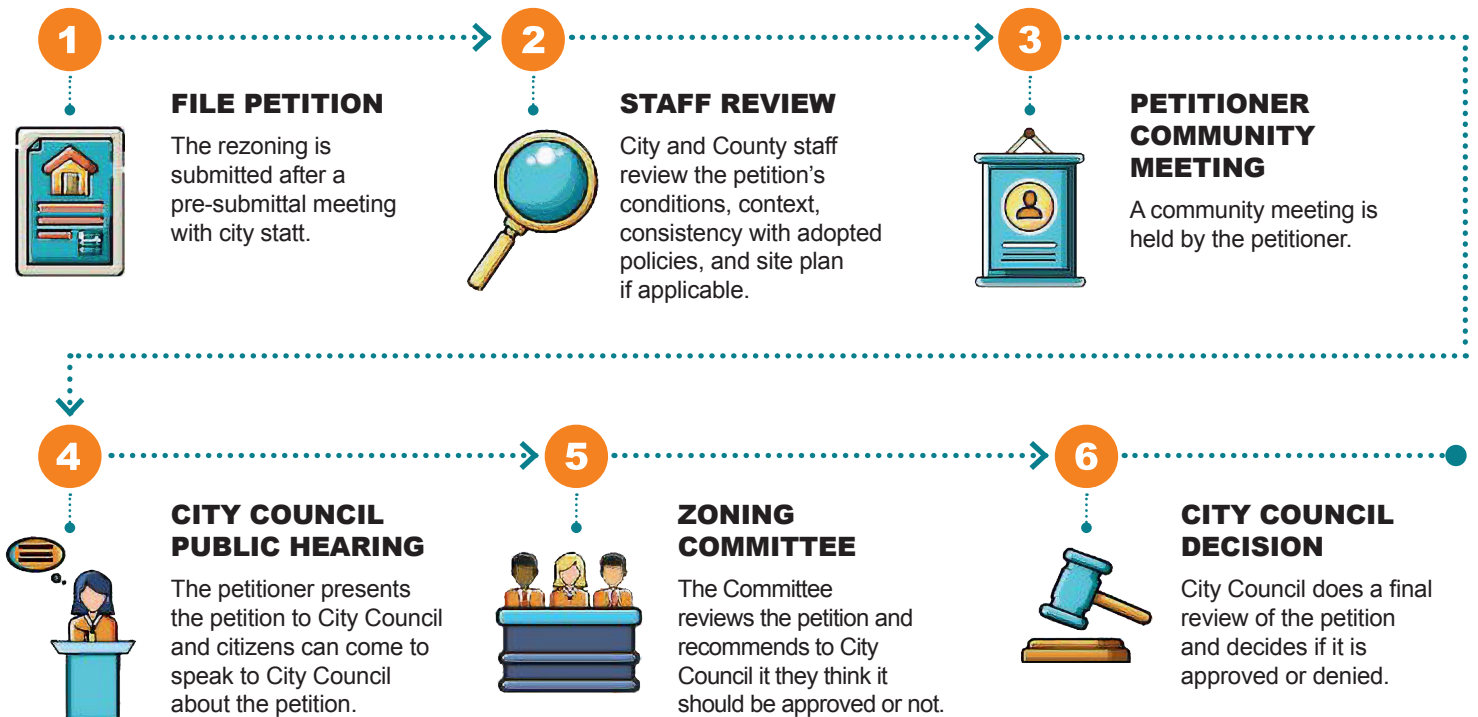 1
2
3
FILE PETITION
The rezoning is
submitted after a
pre-submittal meeting
with city statt.
STAFF REVIEW
City and County staff
review the petition's
conditions, context,
consistency with adopted
policies, and site plan
if applicable.
PETITIONER
COMMUNITY
MEETING
A community meeting is
held by the petitioner.
4
5
6
CITY COUNCIL
PUBLIC HEARING
The petitioner presents
the petition to City Council
and citizens can come to
speak to City Council
about the petition.
ZONING
COMMITTEE
The Committee
reviews the petition and
recommends to City
Council it they think it
should be approved or not.
CITY COUNCIL
DECISION
City Council does a final
review of the petition
and decides if it is
approved or denied.